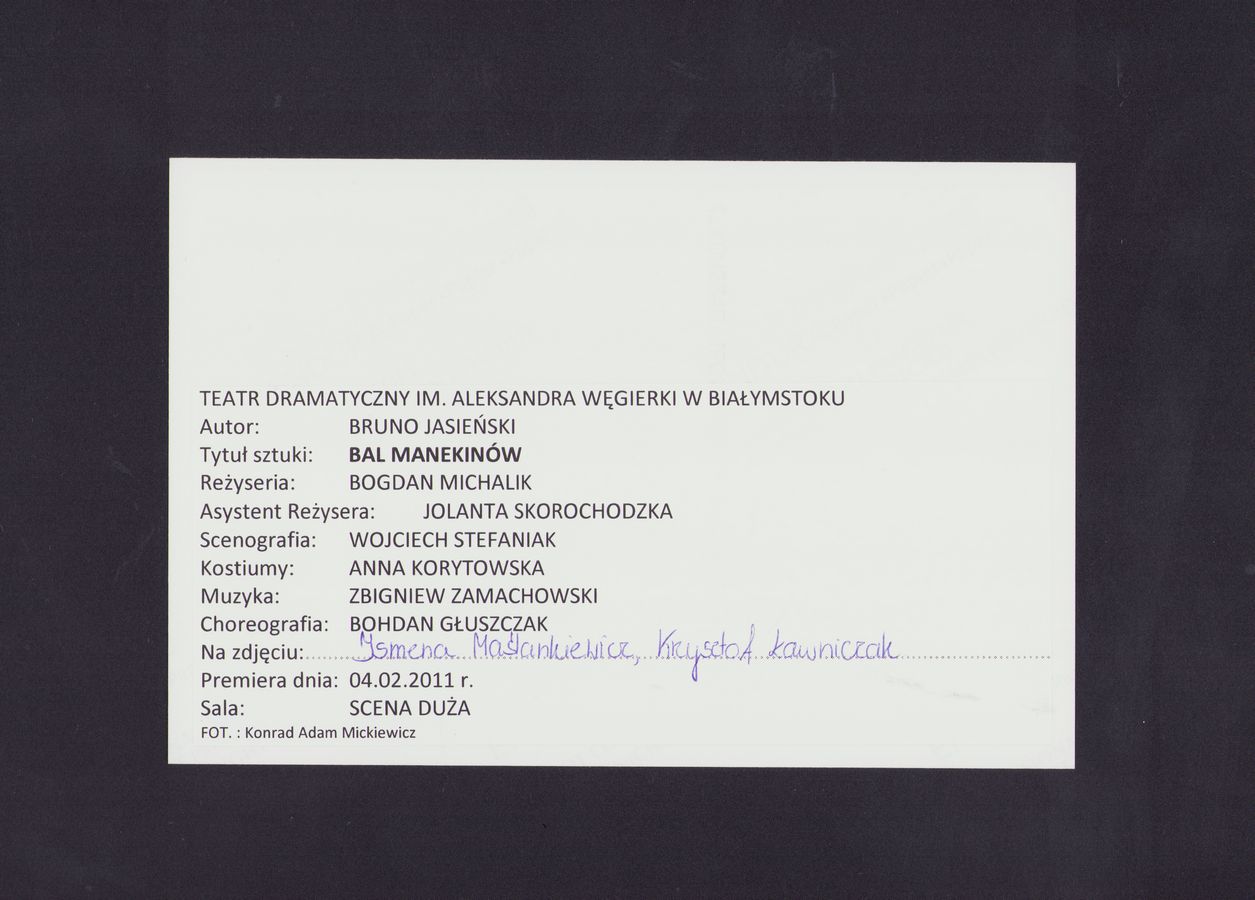 TEATR DRAMATYCZNY IM. ALEKSANDRA WĘGIERKI W BIAŁYMSTOKU
Autor: BRUNO JASIEŃSKI
Tytuł sztuki: BAL MANEKINÓW
Reżyseria: BOGDAN MICHALIK
Asystent Reżysera: JOLANTA SKOROCHODZKA
Scenografia: WOJCIECH STEFANIAK
Kostiumy: ANNA KORYTOWSKA
Muzyka: ZBIGNIEW ZAMACHOWSKI
Choreografia: BOHDAN GŁUSZCZAK
Na zdjęciu: Ismena Maślankiewicz, Krzysztof Ławniczak
Premiera dnia: 04.02.2011 r.
Sala: SCENA DUŻA
FOT. : Konrad Adam Mickiewicz